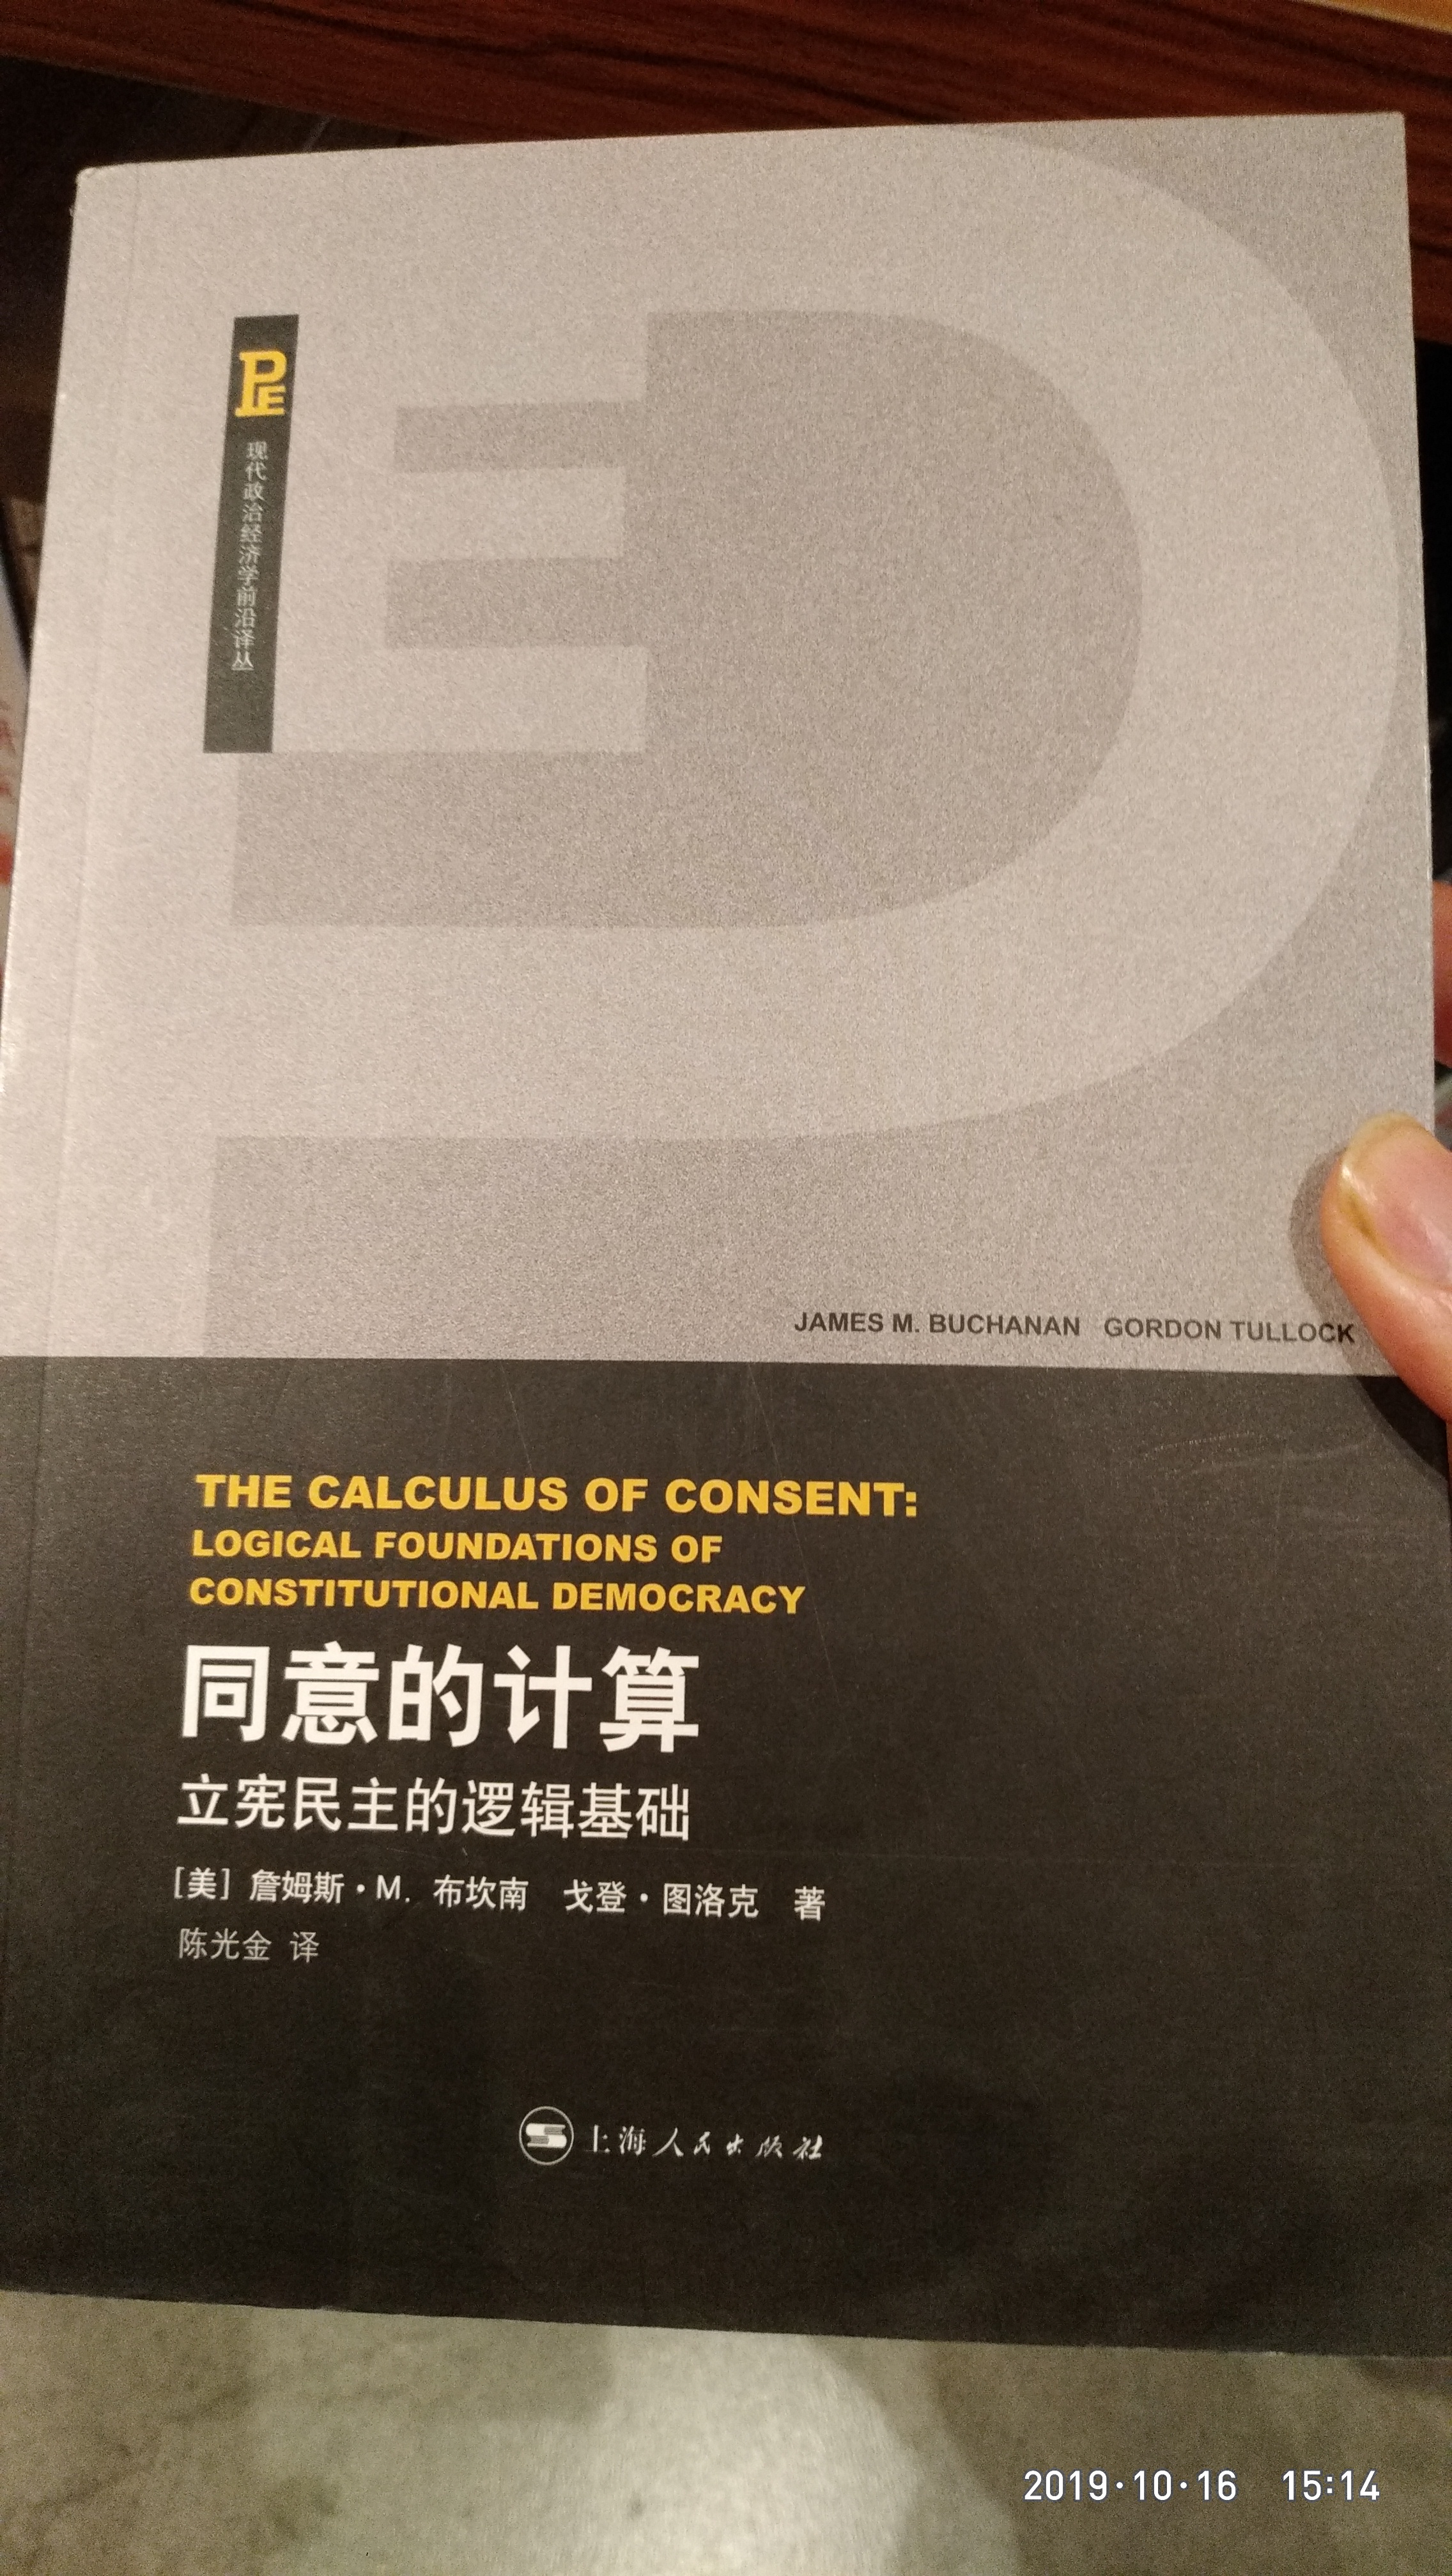 PE
现代政治经济学前沿译丛
JAMES M. BUCHANAN GORDON TULLOCK
THE CALCULUS OF CONSENT:
LOGICAL FOUNDATIONS OF
CONSTITUTIONAL DEMOCRACY
同意的计算
立宪民主的逻辑基础
[美] 詹姆斯·M. 布坎南 戈登·图洛克 著
陈光金 译
上海人民出版社
2019·10·16 15:14